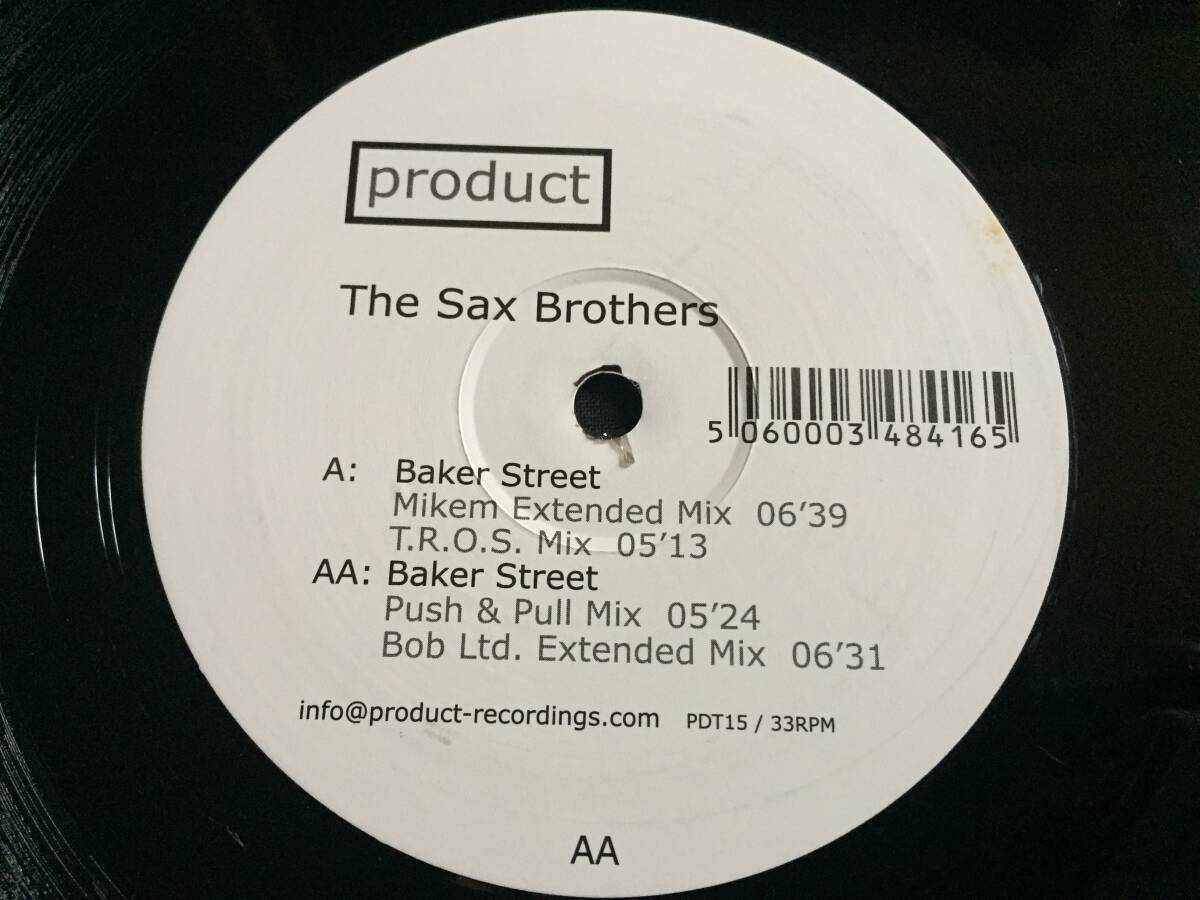 product
The Sax Brothers
5 060003 484165
A: Baker Street
Mikem Extended Mix 06'39
T.R.O.S. Mix 05'13
AA: Baker Street
Push & Pull Mix 05'24
Bob Ltd. Extended Mix 06'31
info@product-recordings.com PDT15 / 33RPM
AA